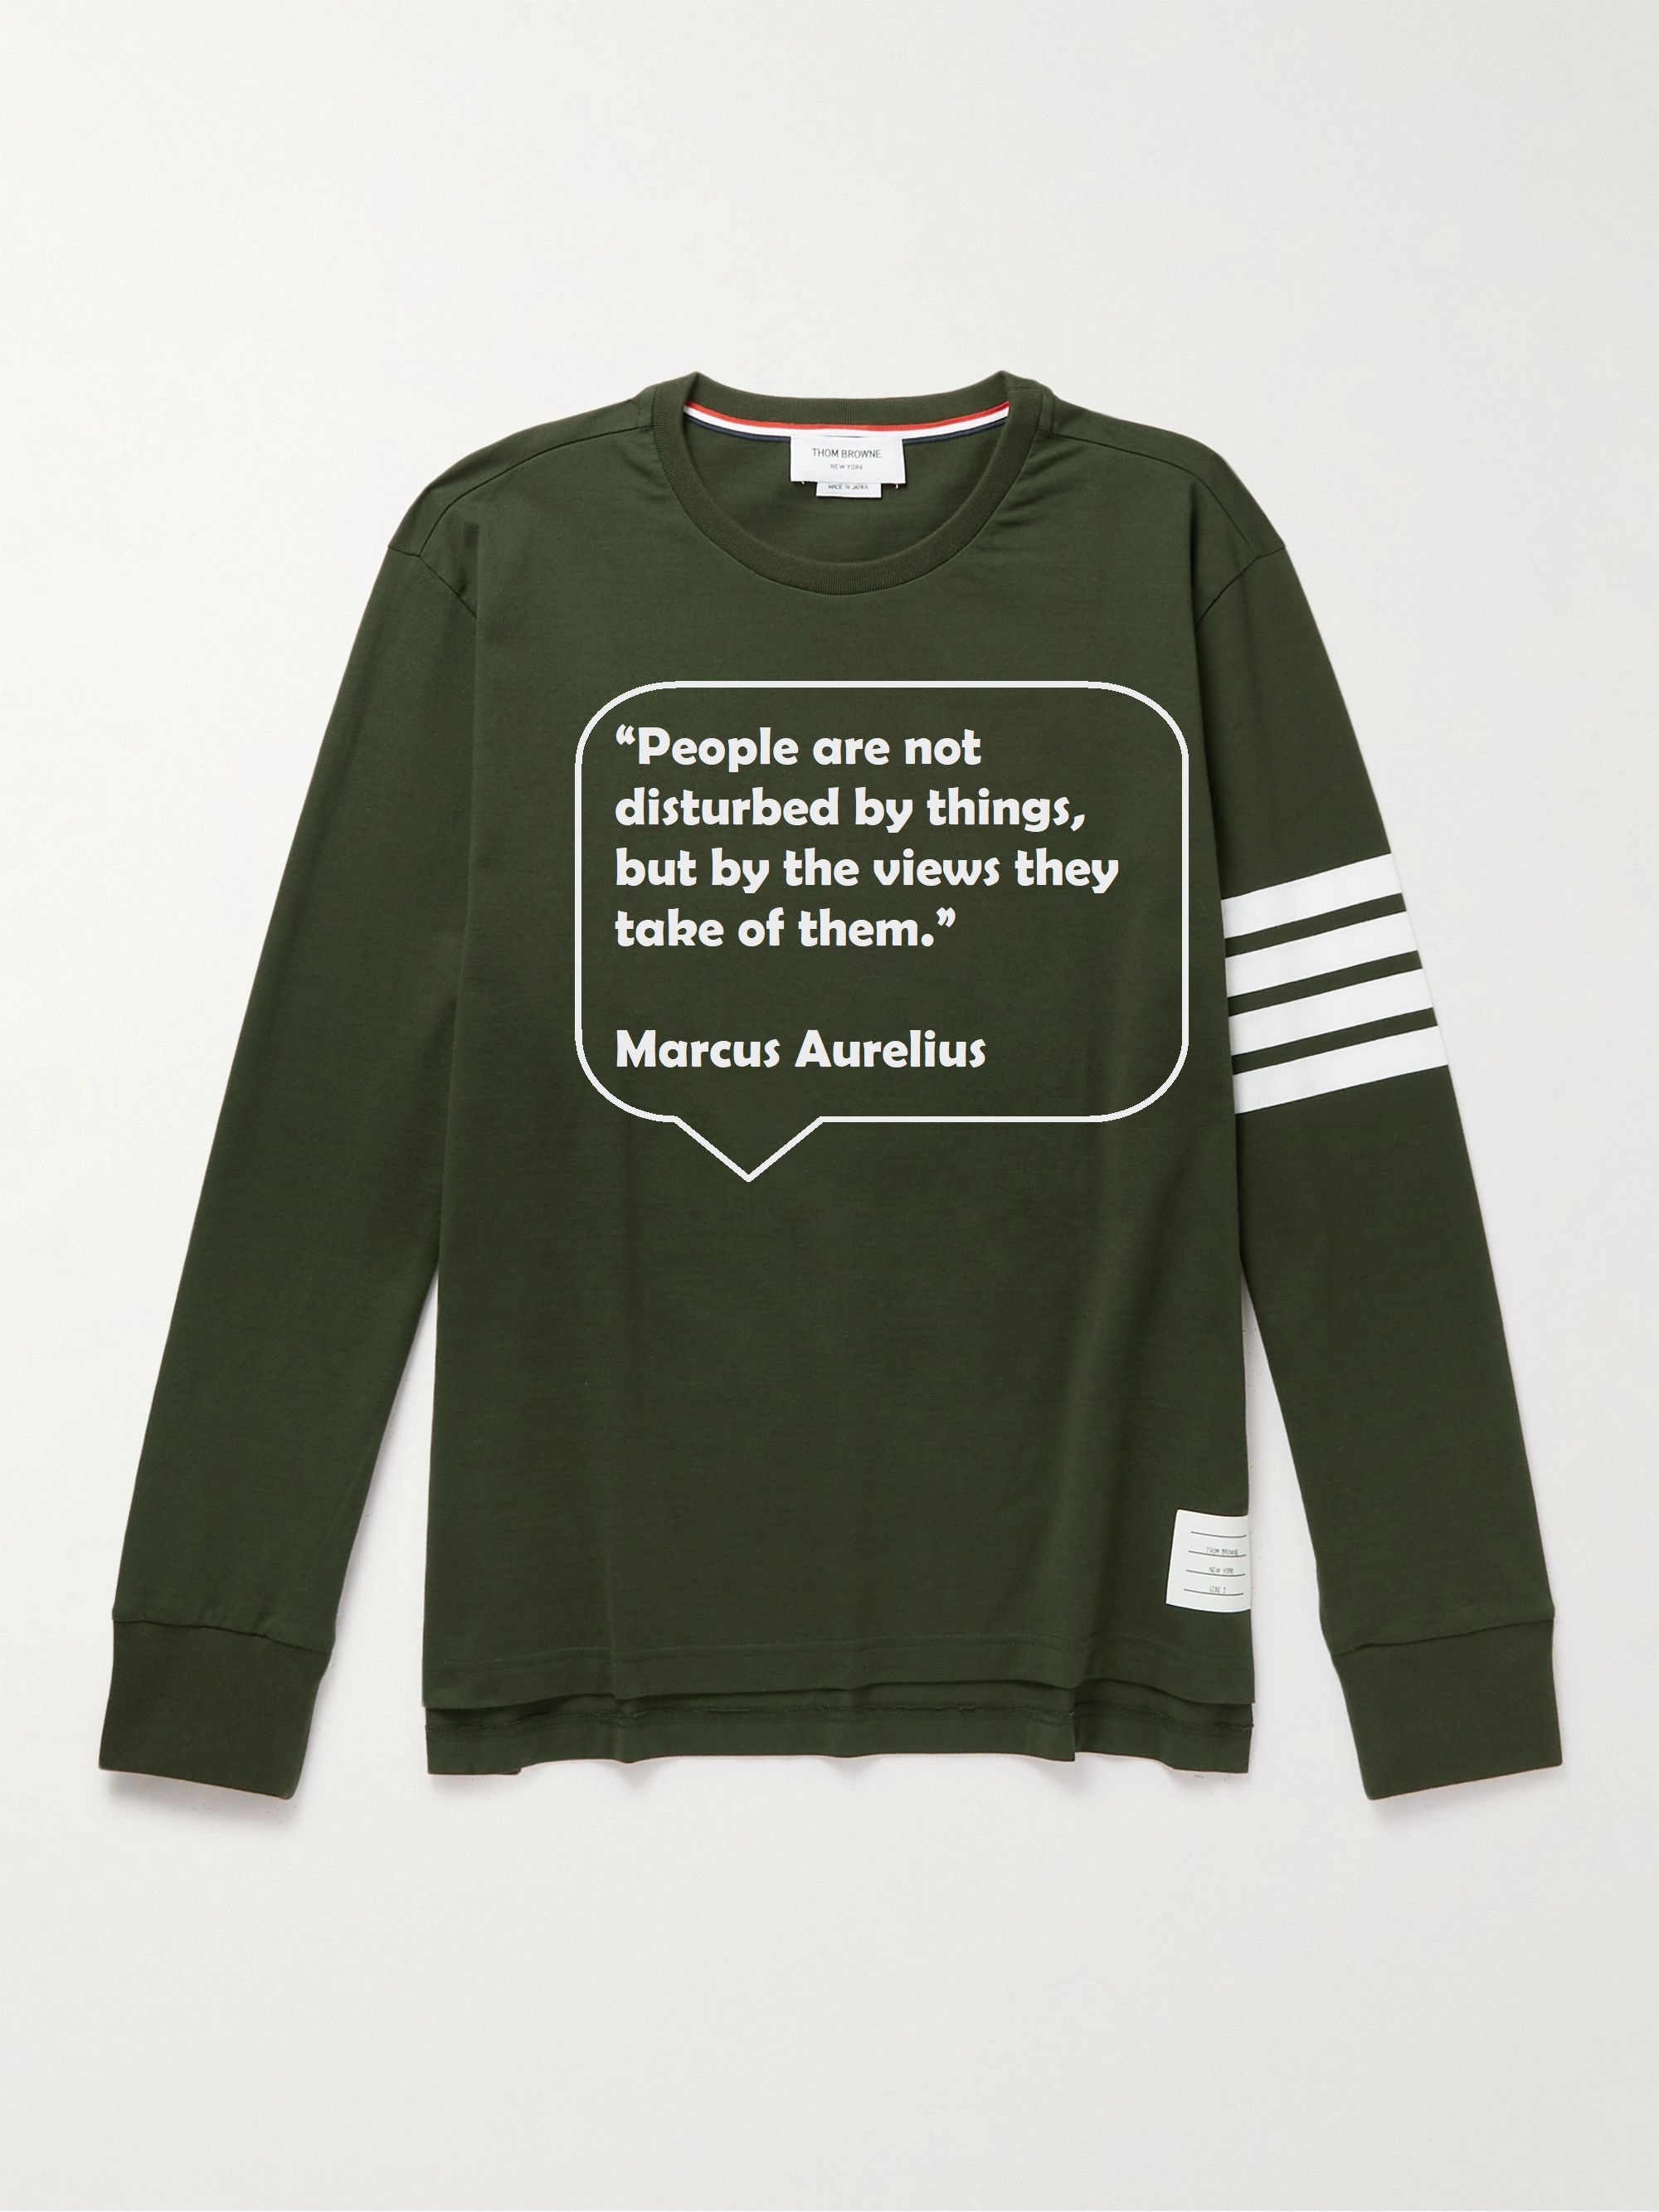 THOM BROWNE.
NEW YORK
MADE IN JAPAN
“People are not
disturbed by things,
but by the views they
take of them.”
Marcus Aurelius
THOM BROWNE
NEW YORK